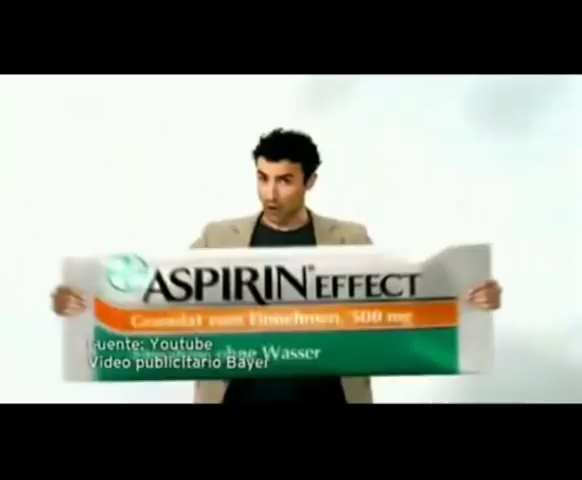 ASPIRIN® EFFECT
Granulat zum Einnehmen, 500 mg
ohne Wasser
Fuente: Youtube
Video publicitario Bayer